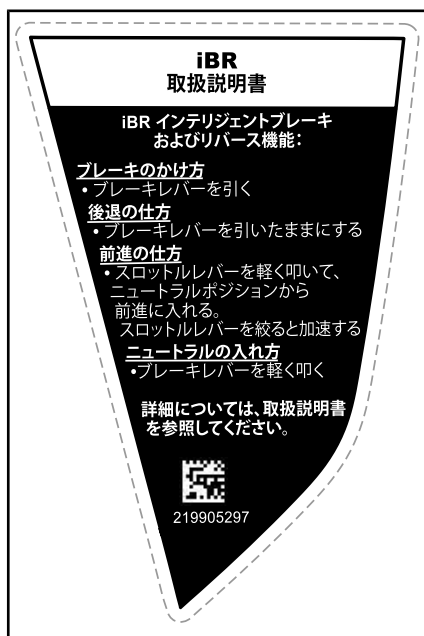 iBR
取扱説明書
iBR インテリジェントブレーキ
およびリバース機能：
ブレーキのかけ方
• ブレーキレバーを引く
後退の仕方
• ブレーキレバーを引いたままにする
前進の仕方
• スロットルレバーを軽く叩いて、
ニュートラルポジションから
前進に入れる。
スロットルレバーを絞ると加速する
ニュートラルの入れ方
•ブレーキレバーを軽く叩く
詳細については、取扱説明書
を参照してください。
219905297